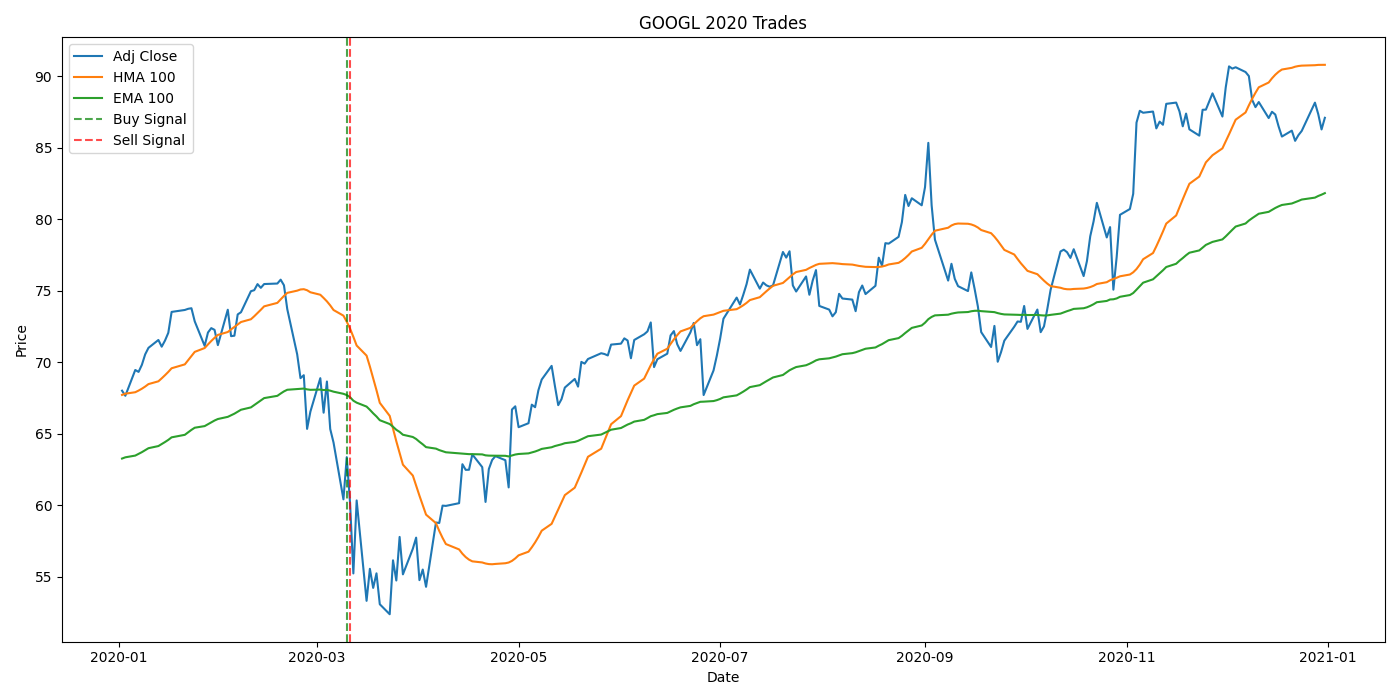 GOOGL 2020 Trades
Adj Close
HMA 100
EMA 100
Buy Signal
Sell Signal
90
85
80
75
70
65
60
55
Price
2020-01
2020-03
2020-05
2020-07
2020-09
2020-11
2021-01
Date